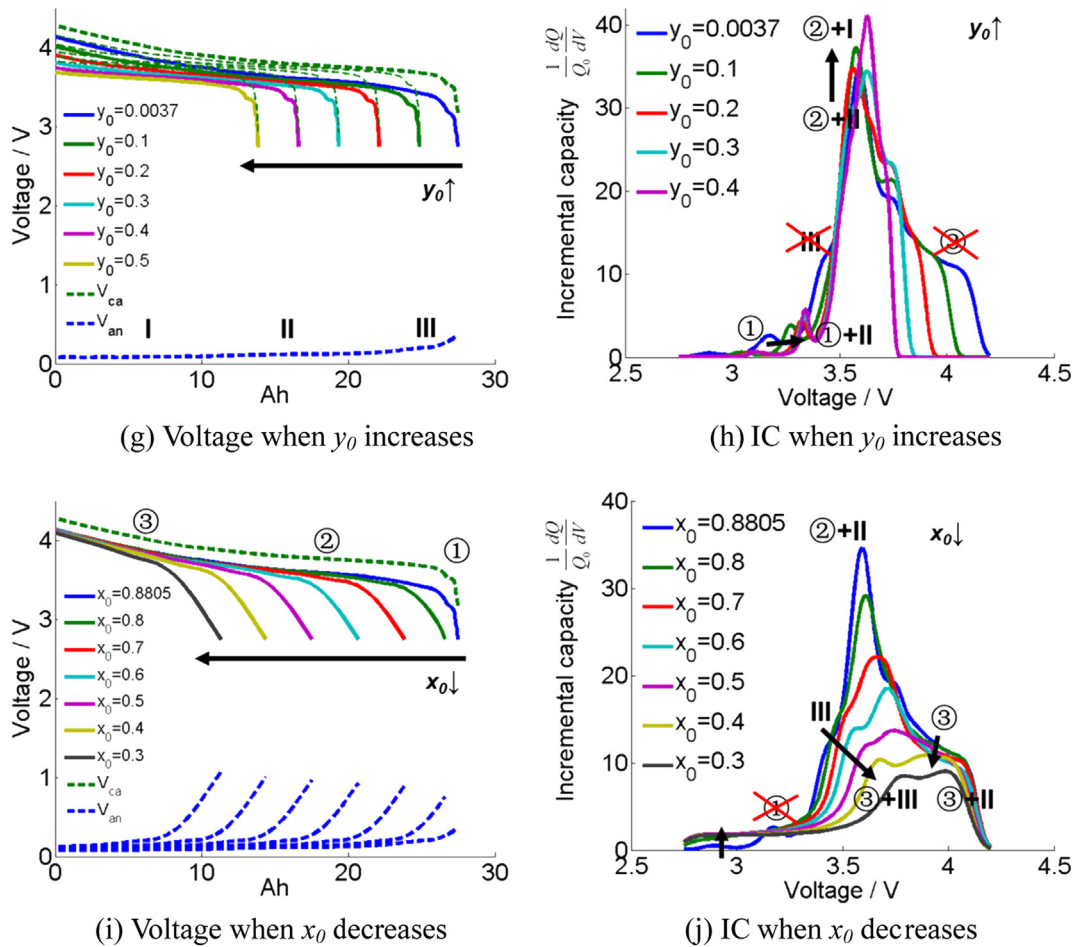 Voltage / V
4
3
2
1
0
y₀=0.0037
y₀=0.1
y₀=0.2
y₀=0.3
y₀=0.4
y₀=0.5
V_ca
V_an
y₀↑
I
II
III
0
10
20
30
Ah
(g) Voltage when y₀ increases
Incremental capacity 1/Q₀ dQ/dV
40
30
20
10
0
y₀=0.0037
y₀=0.1
y₀=0.2
y₀=0.3
y₀=0.4
②+I
②+II
y₀↑
III
③
①
①+II
2.5
3
3.5
4
4.5
Voltage / V
(h) IC when y₀ increases
Voltage / V
4
3
2
1
0
③
②
①
x₀=0.8805
x₀=0.8
x₀=0.7
x₀=0.6
x₀=0.5
x₀=0.4
x₀=0.3
V_ca
V_an
x₀↓
0
10
20
30
Ah
(i) Voltage when x₀ decreases
Incremental capacity 1/Q₀ dQ/dV
40
30
20
10
0
x₀=0.8805
x₀=0.8
x₀=0.7
x₀=0.6
x₀=0.5
x₀=0.4
x₀=0.3
②+II
x₀↓
III
③
①
③+III
③+II
3
3.5
4
4.5
Voltage / V
(j) IC when x₀ decreases